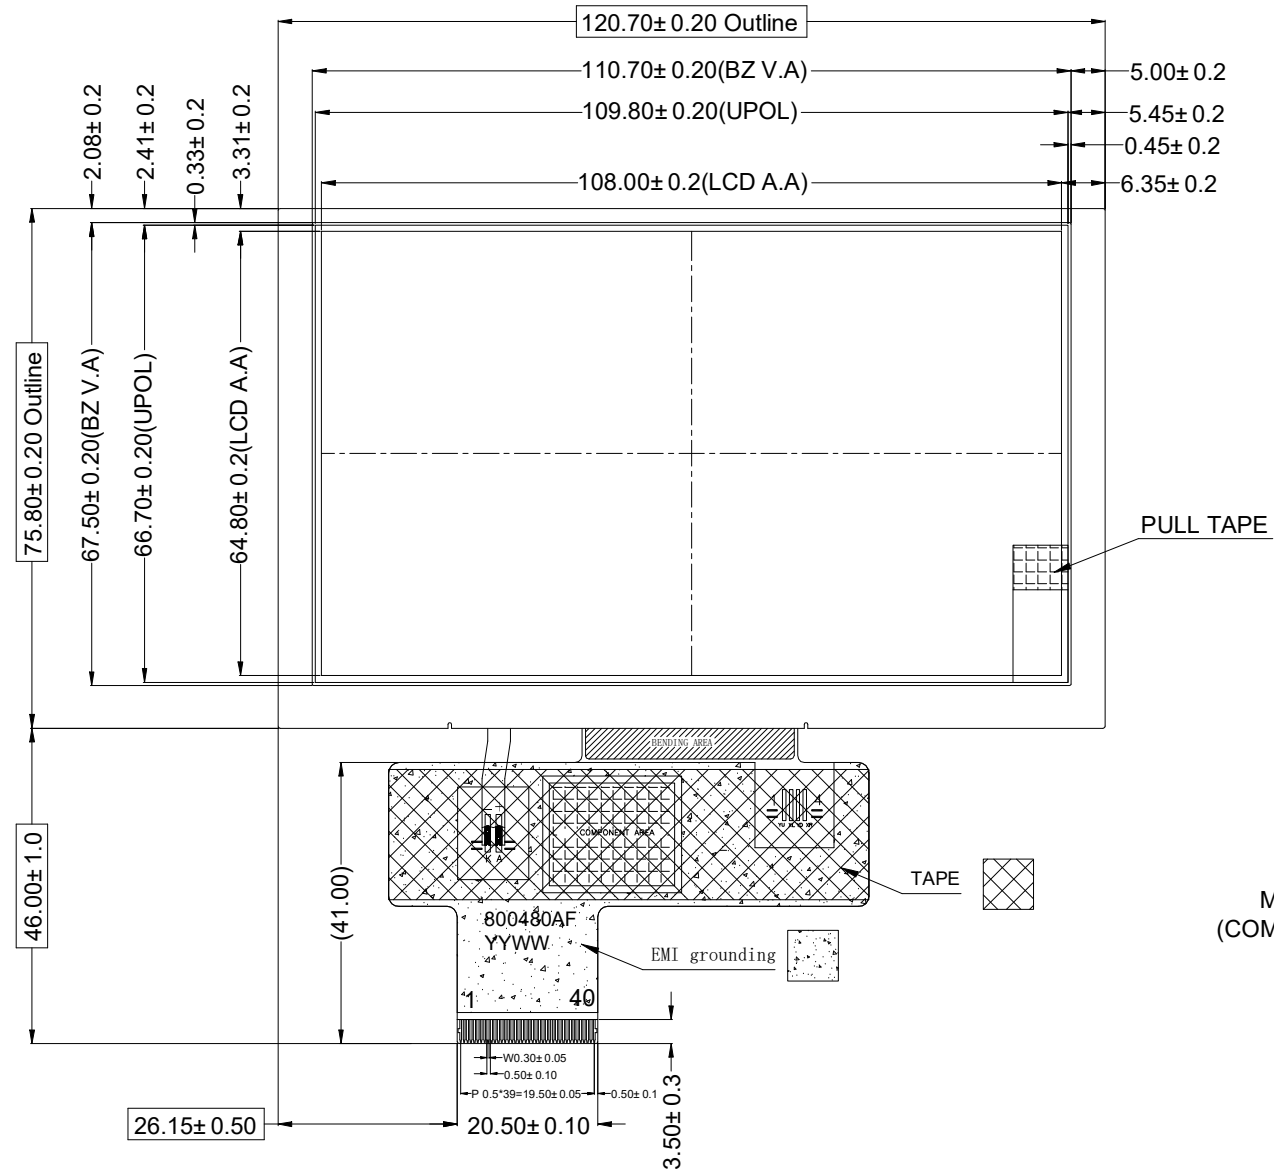 120.70± 0.20 Outline
110.70± 0.20(BZ V.A)
5.00± 0.2
109.80± 0.20(UPOL)
5.45± 0.2
0.45± 0.2
108.00± 0.2(LCD A.A)
6.35± 0.2
2.08± 0.2
2.41± 0.2
0.33± 0.2
3.31± 0.2
75.80± 0.20 Outline
67.50± 0.20(BZ V.A)
66.70± 0.20(UPOL)
64.80± 0.2(LCD A.A)
PULL TAPE
BENDING AREA
46.00± 1.0
(41.00)
K A
COMPONENT AREA
1 4
TAPE
M
(COM
800480AF
YYWW
EMI grounding
1 40
W0.30± 0.05
0.50± 0.10
P 0.5*39=19.50± 0.05
0.50± 0.1
3.50± 0.3
26.15± 0.50
20.50± 0.10